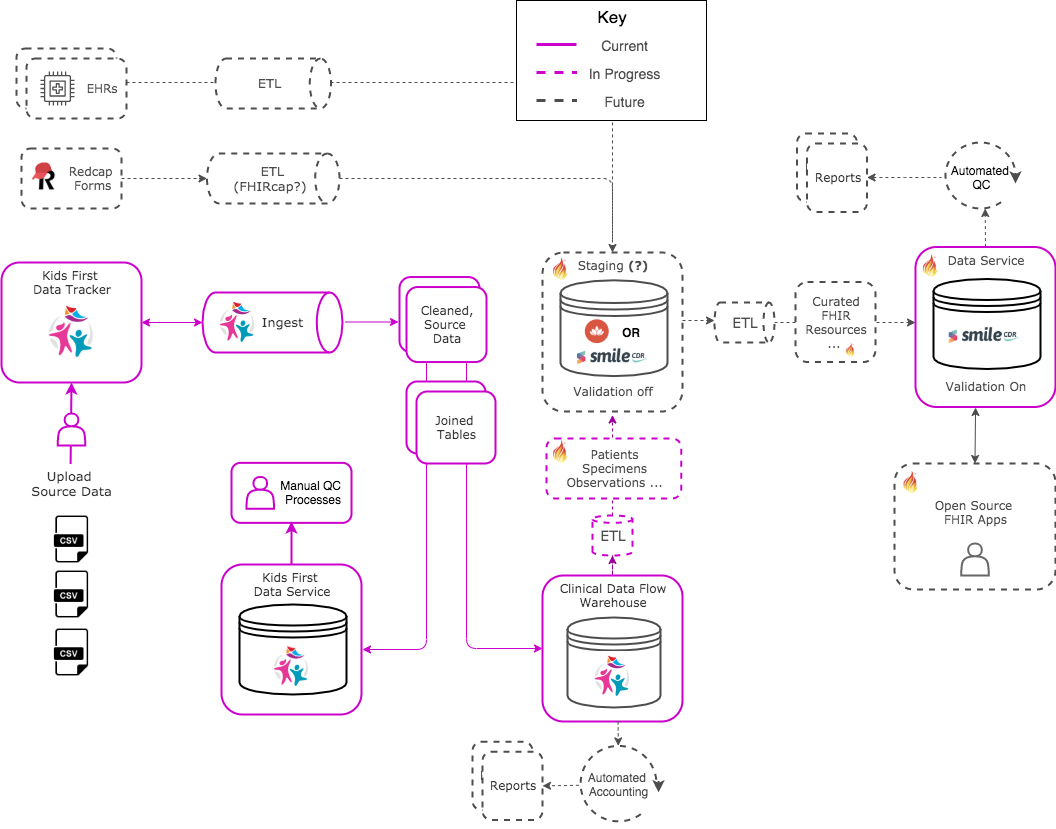 Key
Current
In Progress
Future
EHRs
ETL
Redcap
Forms
ETL
(FHIRcap?)
Reports
Automated
QC
Kids First
Data Tracker
Ingest
Cleaned,
Source
Data
Staging (?)
OR
smile CDR
Validation off
ETL
Curated
FHIR
Resources
...
Data Service
smile CDR
Validation On
Joined
Tables
Upload
Source Data
CSV
CSV
CSV
Manual QC
Processes
Patients
Specimens
Observations ...
ETL
Open Source
FHIR Apps
Kids First
Data Service
Clinical Data Flow
Warehouse
Reports
Automated
Accounting